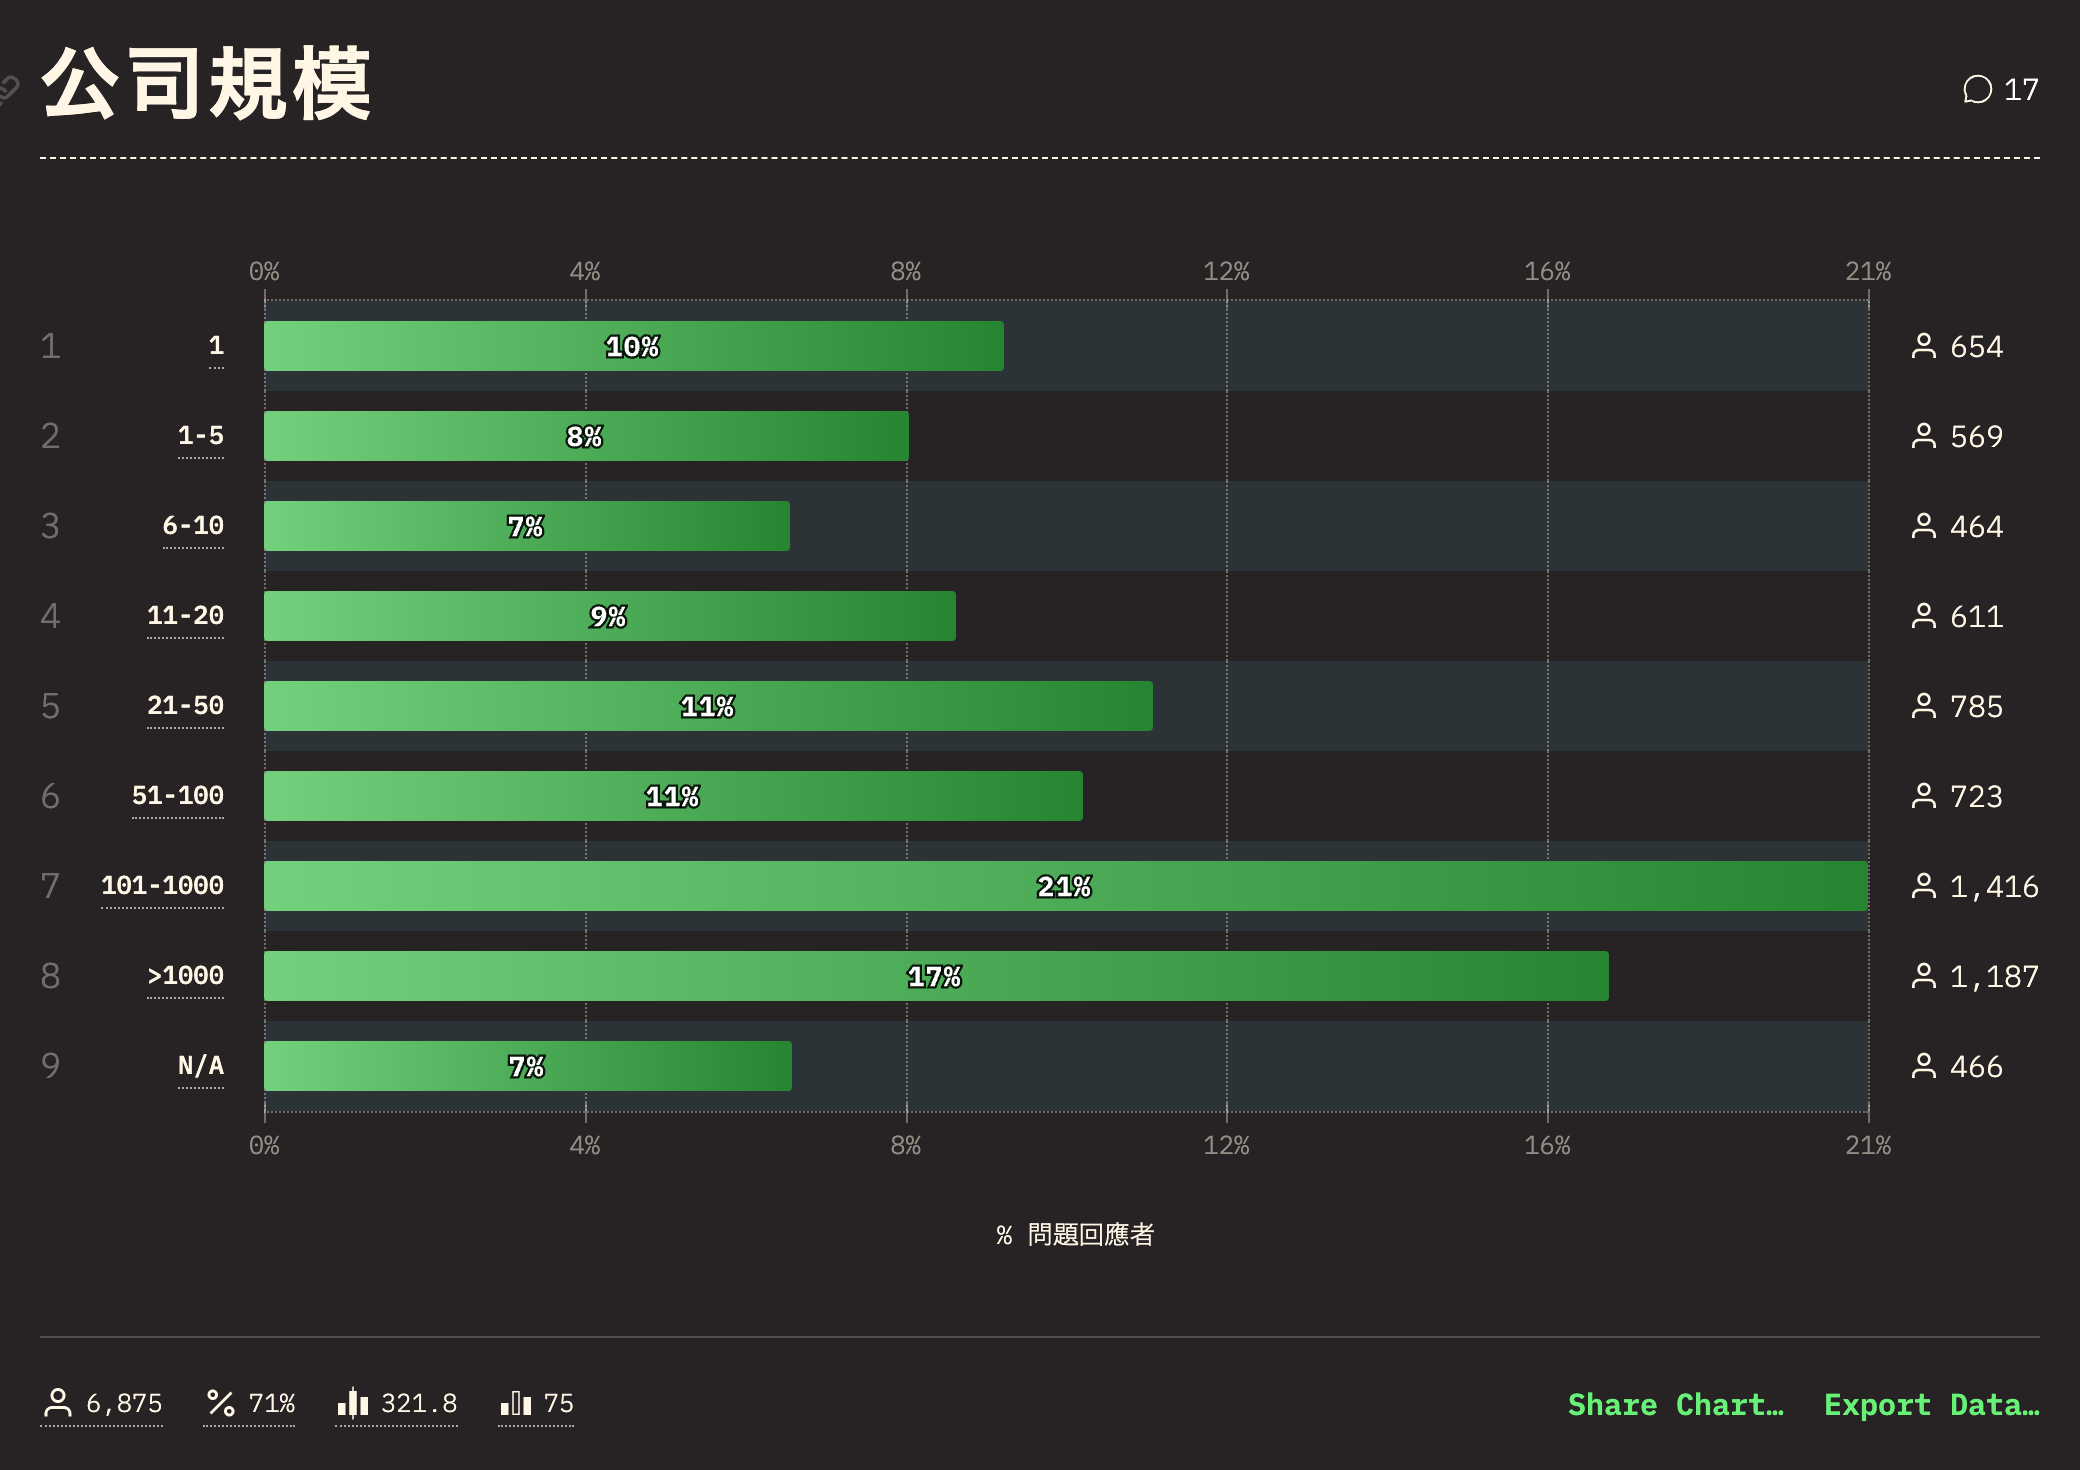 公司規模
17
0% 4% 8% 12% 16% 21%
1 1 10% 654
2 1-5 8% 569
3 6-10 7% 464
4 11-20 9% 611
5 21-50 11% 785
6 51-100 11% 723
7 101-1000 21% 1,416
8 >1000 17% 1,187
9 N/A 7% 466
0% 4% 8% 12% 16% 21%
% 問題回應者
6,875 71% 321.8 75 Share Chart… Export Data…